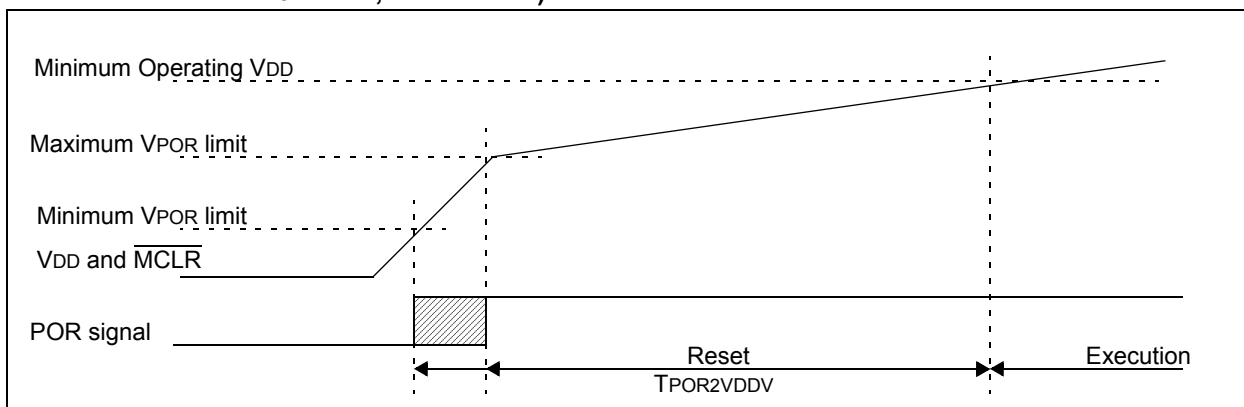 Minimum Operating VDD
Maximum VPOR limit
Minimum VPOR limit
VDD and MCLR
POR signal
Reset
Execution
TPOR2VDDV